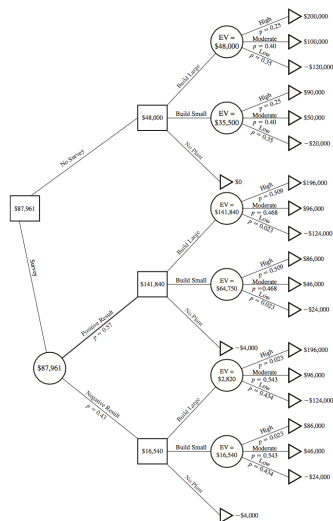 High
p = 0.25
$200,000
EV =
$48,000
Moderate
p = 0.40
$100,000
Low
p = 0.35
−$120,000
Build Large
High
p = 0.25
$90,000
$48,000
Build Small
EV =
$35,500
Moderate
p = 0.40
$50,000
Low
p = 0.35
−$20,000
No Plant
$0
No Survey
High
p = 0.509
$196,000
$87,961
EV =
$141,840
Moderate
p = 0.468
$96,000
Low
p = 0.023
−$124,000
Build Large
Survey
High
p = 0.509
$86,000
$141,840
Build Small
EV =
$64,750
Moderate
p = 0.468
$46,000
Low
p = 0.023
−$24,000
Positive Result
p = 0.57
No Plant
−$4,000
High
p = 0.023
$196,000
$87,961
EV =
$2,820
Moderate
p = 0.543
$96,000
Low
p = 0.434
−$124,000
Negative Result
p = 0.43
Build Large
High
p = 0.023
$86,000
$16,540
Build Small
EV =
$16,540
Moderate
p = 0.543
$46,000
Low
p = 0.434
−$24,000
No Plant
−$4,000